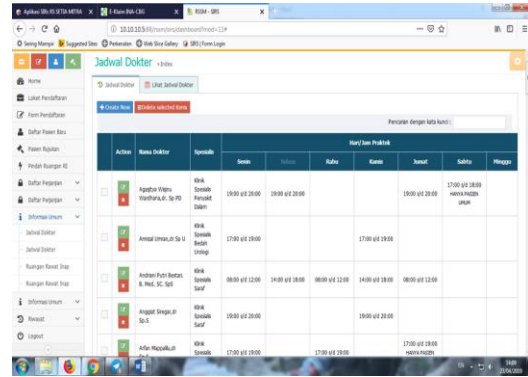 Aplikasi SIRs RS SETIA MITRA
E-Klaim INA-CBG
RSSM - SIRS
10.10.10.5:88/rssm/sirs/dashboard?mod=11#
Sering Mampir
Suggested Sites
Perkenalan
Web Slice Gallery
SIRS | Form Login
Jadwal Dokter
Index
Home
Loket Pendaftaran
Form Pendaftaran
Daftar Pasien Baru
Pasien Rujukan
Pindah Ruangan RI
Daftar Perjanjian
Daftar Perjanjian
Informasi Umum
Jadwal Dokter
Jadwal Dokter
Ruangan Rawat Inap
Ruangan Rawat Inap
Informasi Umum
Riwayat
Logout
Jadwal Dokter
Lihat Jadwal Dokter
Create New
Delete selected items
Pencarian dengan kata kunci :
Action Nama Dokter Spesialis Hari/Jam Praktek
Senin Selasa Rabu Kamis Jumat Sabtu Minggu
Klinik
Spesialis
Penyakit
Dalam
19:00 s/d 20:00 19:00 s/d 20:00 19:00 s/d 20:00
17:00 s/d 18:00
HANYA PASIEN
UMUM
Amrizal Umran,dr Sp U
Klinik
Spesialis
Bedah
Urologi
17:00 s/d 19:00 17:00 s/d 19:00
Andriani Putri Bestari,
B. Med, SC. SpS
Klinik
Spesialis
Saraf
08:00 s/d 12:00 14:00 s/d 18:00 08:00 s/d 12:00 14:00 s/d 18:00 08:00 s/d 12:00
Anggiat Siregar,dr
Sp.S
Klinik
Spesialis
Saraf
19:00 s/d 20:00 19:00 s/d 20:00
Arfan Mappalilu,dr
Klinik
Spesialis
17:00 s/d 19:00 17:00 s/d 19:00
17:00 s/d 19:00
HANYA PASIEN
EN